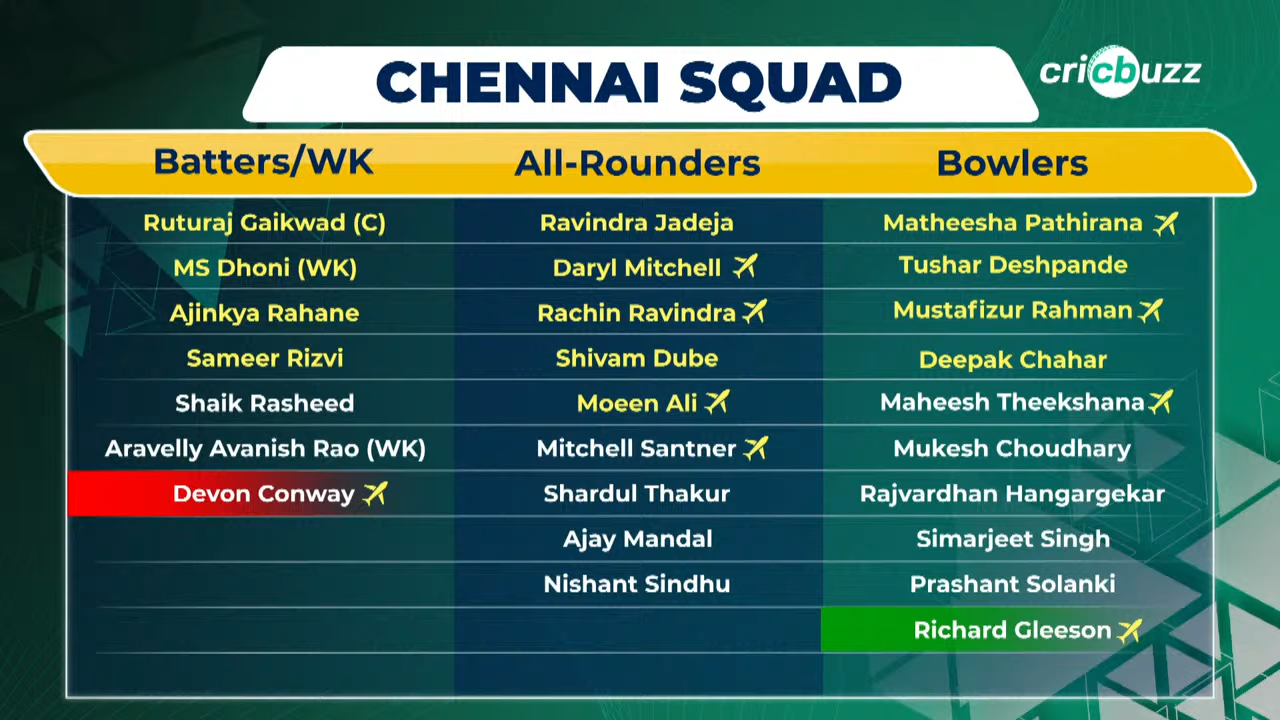 CHENNAI SQUAD
cricbuzz
Batters/WK
Ruturaj Gaikwad (C)
MS Dhoni (WK)
Ajinkya Rahane
Sameer Rizvi
Shaik Rasheed
Aravelly Avanish Rao (WK)
Devon Conway
All-Rounders
Ravindra Jadeja
Daryl Mitchell
Rachin Ravindra
Shivam Dube
Moeen Ali
Mitchell Santner
Shardul Thakur
Ajay Mandal
Nishant Sindhu
Bowlers
Matheesha Pathirana
Tushar Deshpande
Mustafizur Rahman
Deepak Chahar
Maheesh Theekshana
Mukesh Choudhary
Rajvardhan Hangargekar
Simarjeet Singh
Prashant Solanki
Richard Gleeson